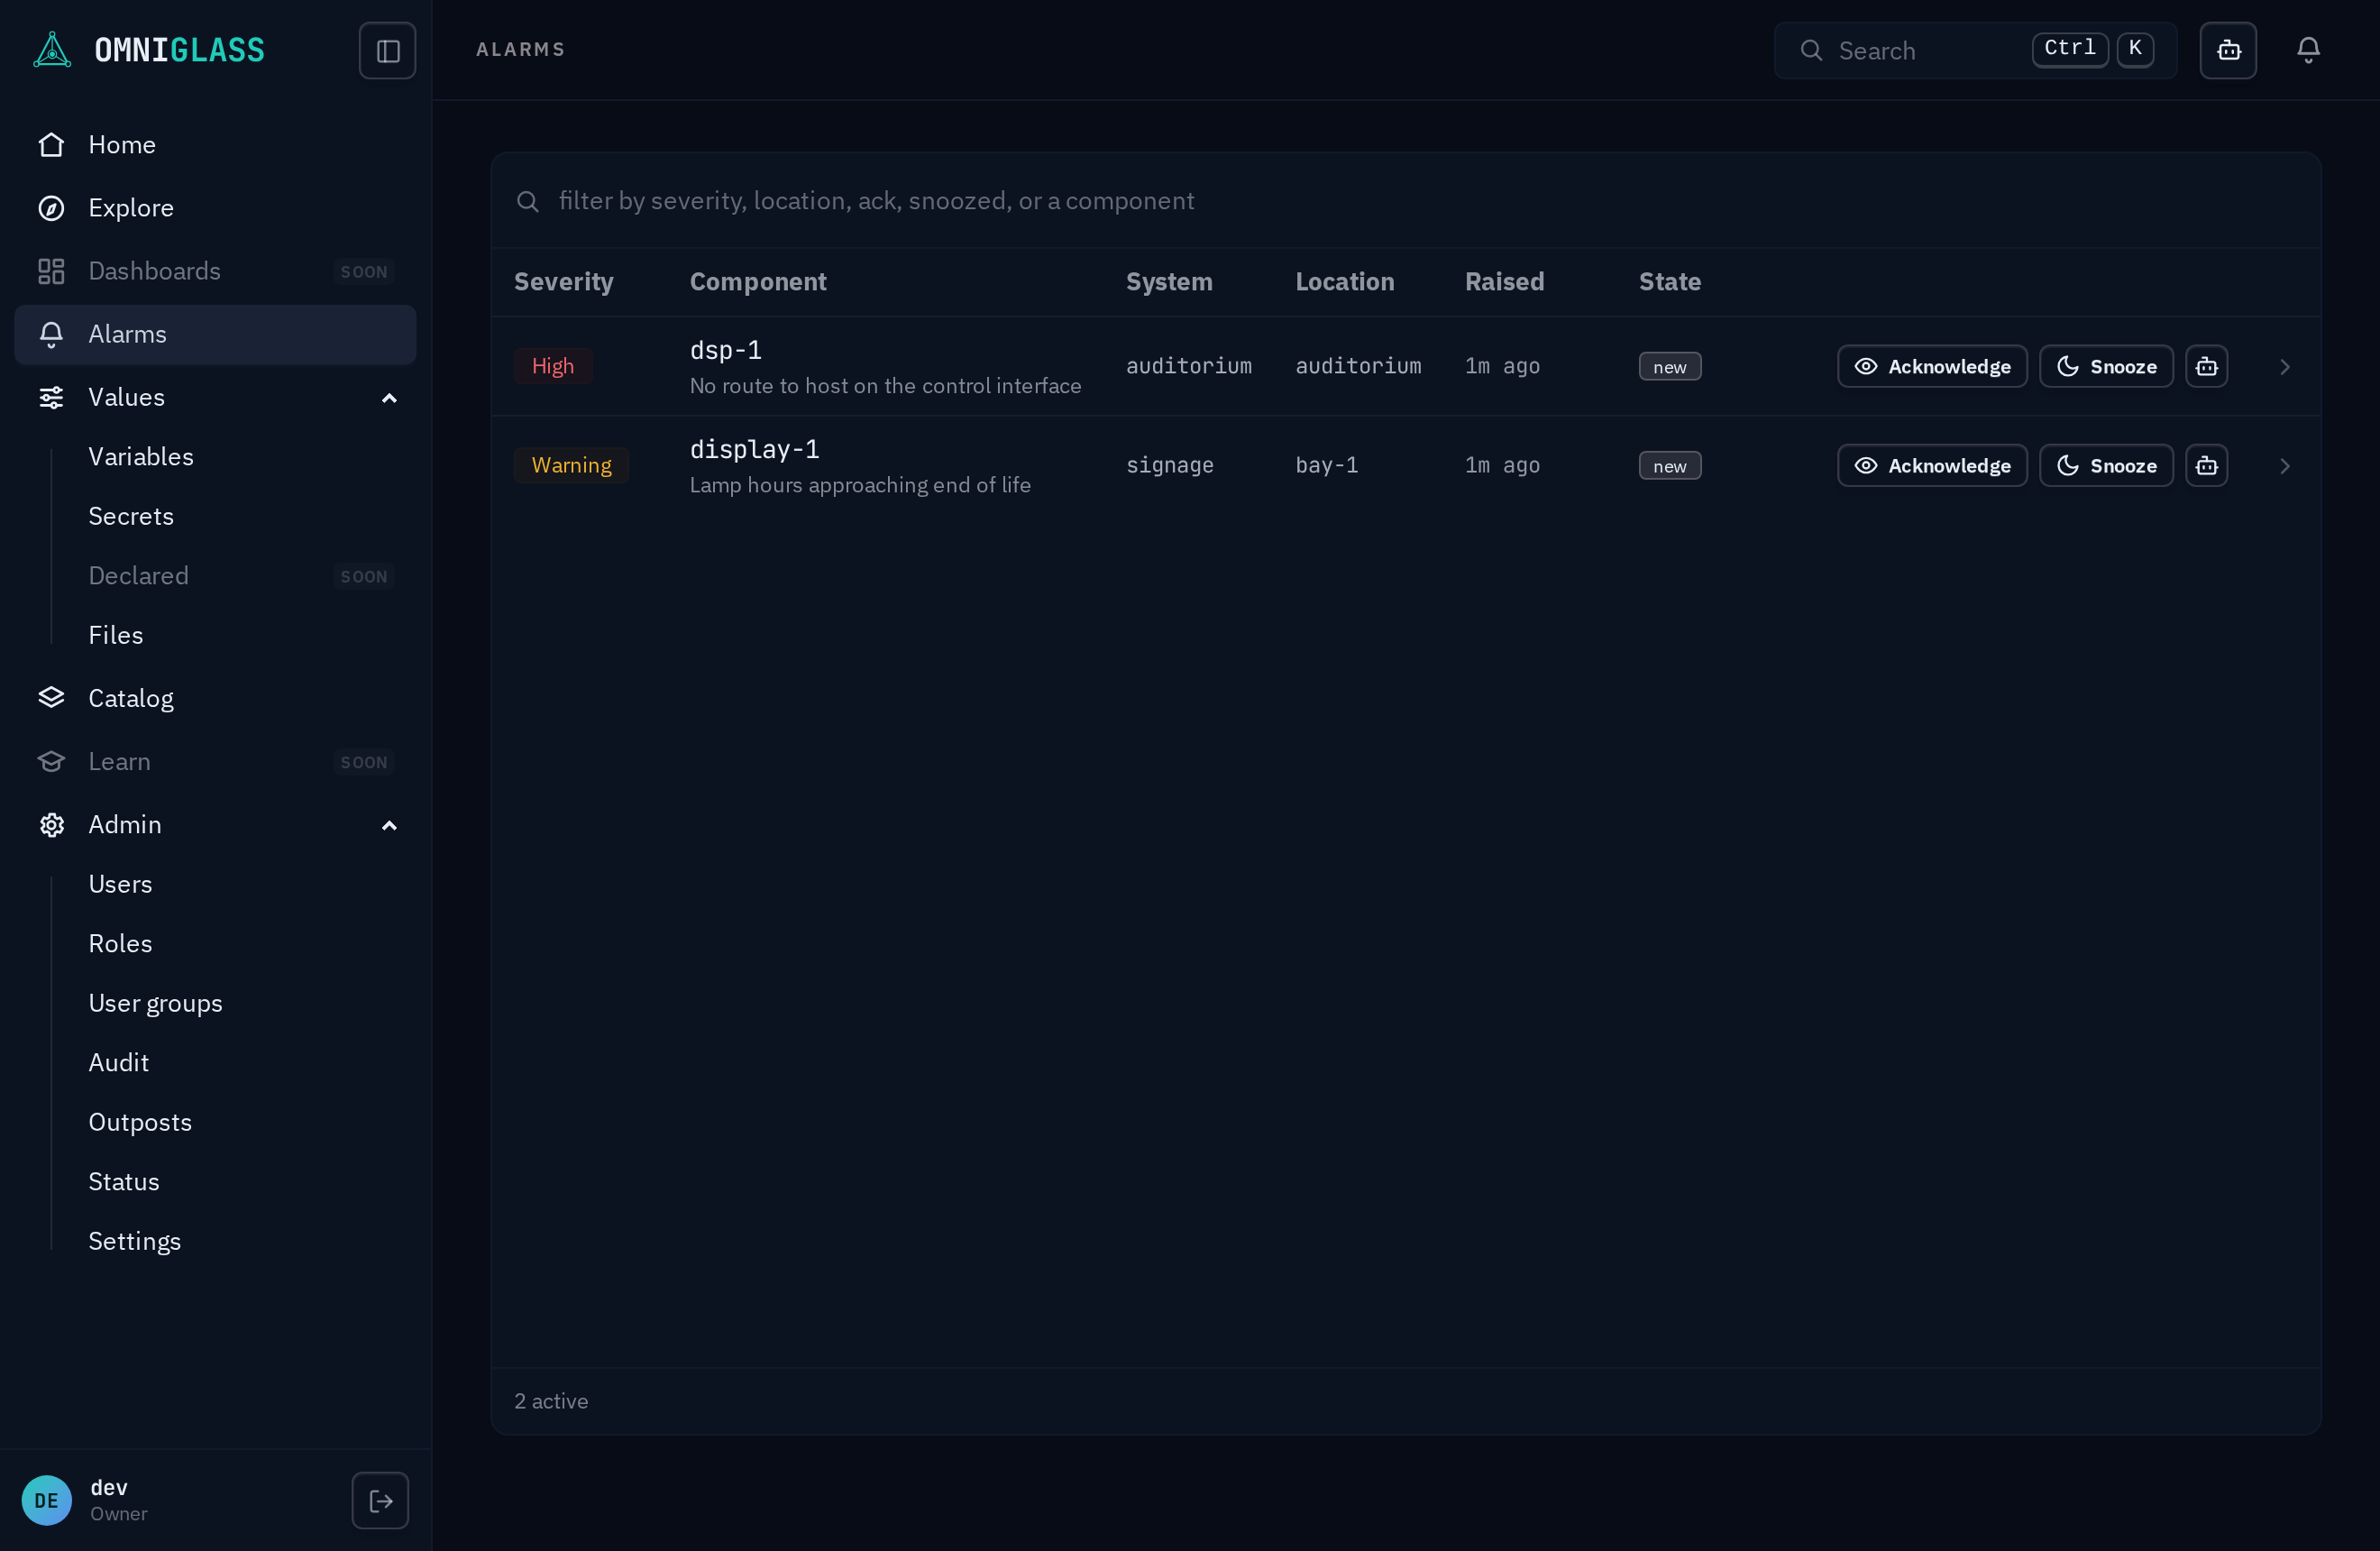 OMNIGLASS
ALARMS
Search Ctrl K
Home
Explore
Dashboards SOON
Alarms
Values
Variables
Secrets
Declared SOON
Files
Catalog
Learn SOON
Admin
Users
Roles
User groups
Audit
Outposts
Status
Settings
DE dev
Owner
filter by severity, location, ack, snoozed, or a component
Severity Component System Location Raised State
High dsp-1 auditorium auditorium 1m ago new Acknowledge Snooze
No route to host on the control interface
Warning display-1 signage bay-1 1m ago new Acknowledge Snooze
Lamp hours approaching end of life
2 active